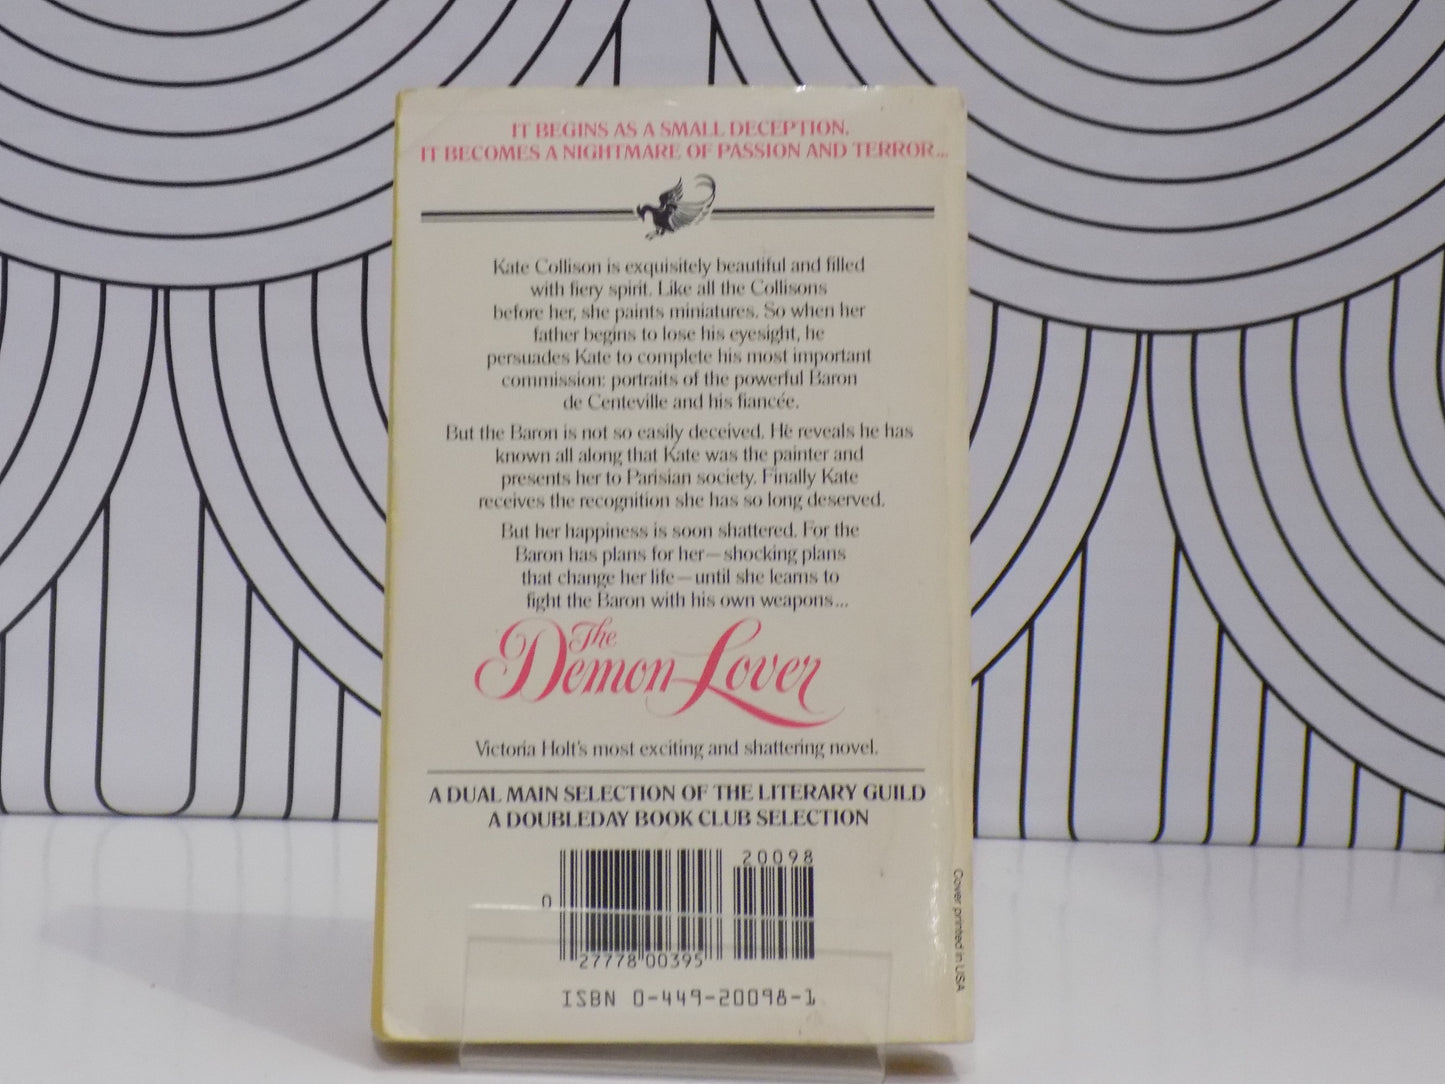 IT BEGINS AS A SMALL DECEPTION.
IT BECOMES A NIGHTMARE OF PASSION AND TERROR...
Kate Collison is exquisitely beautiful and filled
with fiery spirit. Like all the Collisons
before her, she paints miniatures. So when her
father begins to lose his eyesight, he
persuades Kate to complete his most important
commission: portraits of the powerful Baron
de Centeville and his fiancée.
But the Baron is not so easily deceived. He reveals he has
known all along that Kate was the painter and
presents her to Parisian society. Finally Kate
receives the recognition she has so long deserved.
But her happiness is soon shattered. For the
Baron has plans for her—shocking plans
that change her life—until she learns to
fight the Baron with his own weapons...
The
Demon Lover
Victoria Holt's most exciting and shattering novel.
A DUAL MAIN SELECTION OF THE LITERARY GUILD
A DOUBLEDAY BOOK CLUB SELECTION
20098
0
27778 00395
ISBN 0-449-20098-1
Cover printed in USA